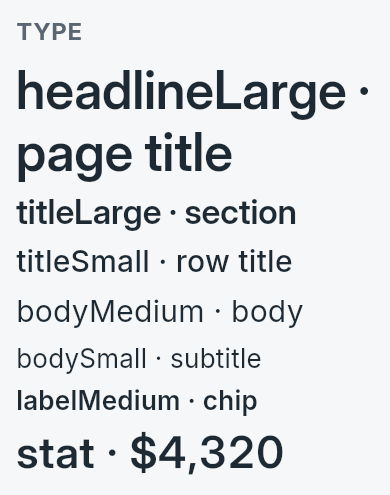 TYPE
headlineLarge ·
page title
titleLarge · section
titleSmall · row title
bodyMedium · body
bodySmall · subtitle
labelMedium · chip
stat · $4,320